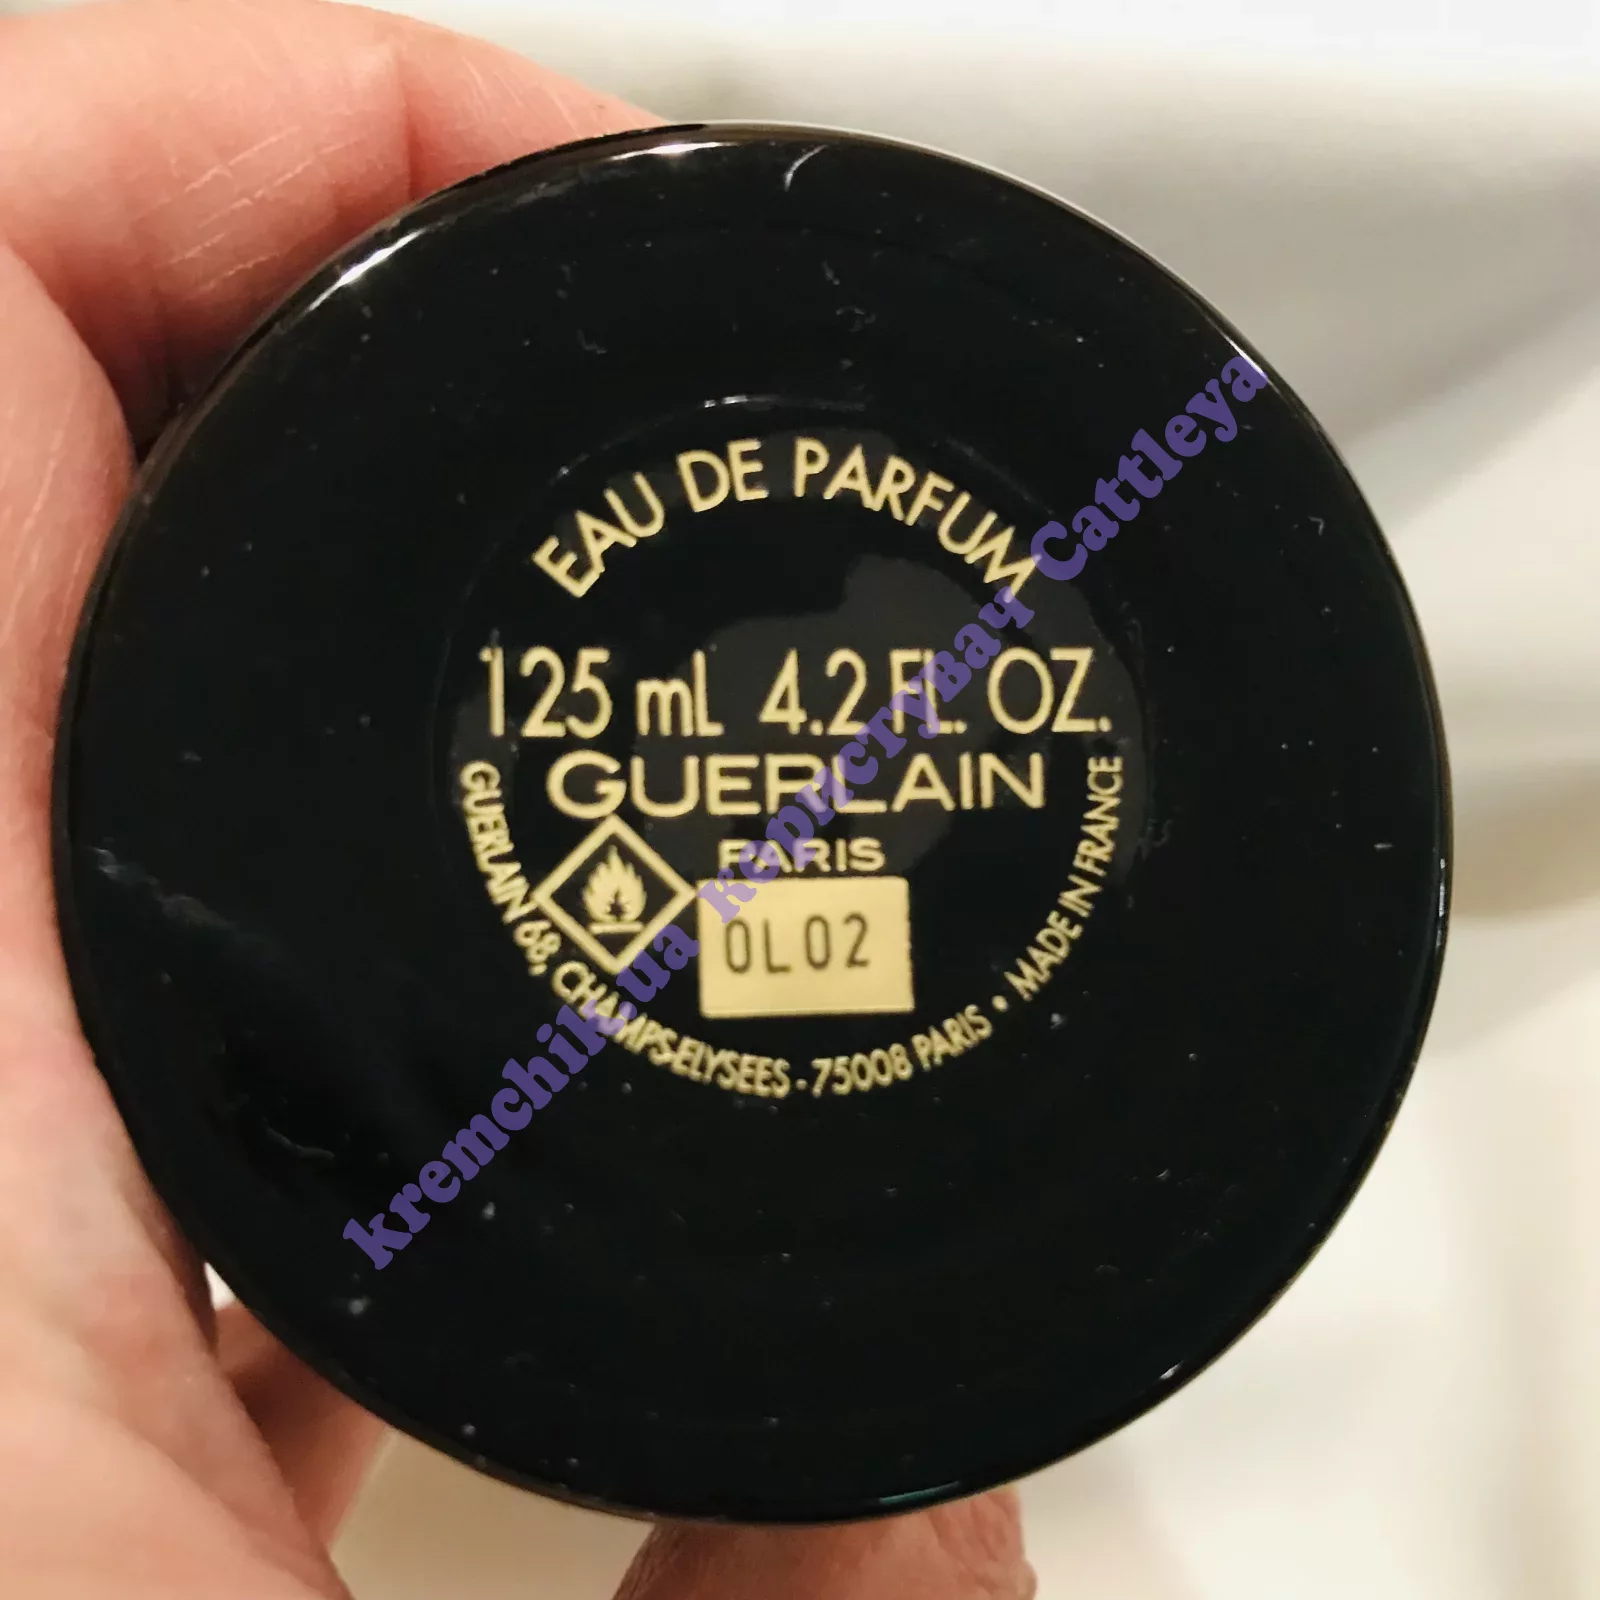 EAU DE PARFUM
125 mL 4.2 FL. OZ.
GUERLAIN
PARIS
0L02
GUERLAIN 68, CHAMPS-ELYSEES - 75008 PARIS • MADE IN FRANCE
kremchik.ua користуВач Cattleya